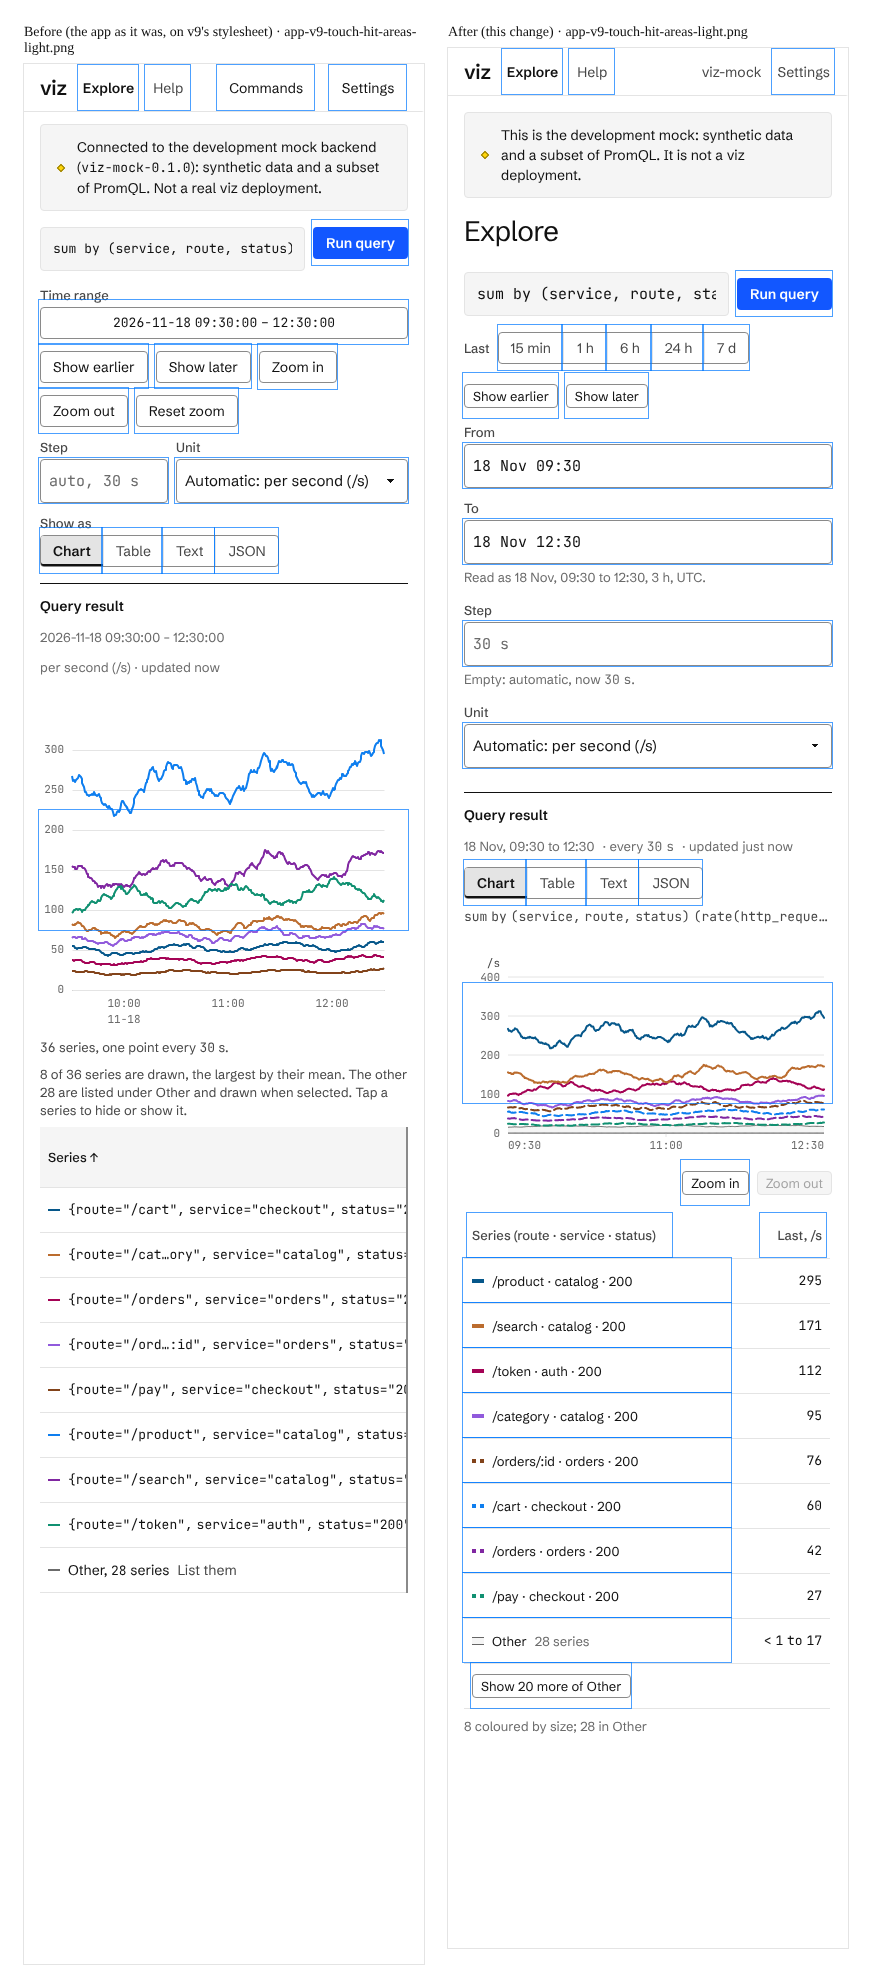 Before (the app as it was, on v9's stylesheet) · app-v9-touch-hit-areas-
light.png
viz Explore Help Commands Settings
Connected to the development mock backend
(viz-mock-0.1.0): synthetic data and a subset
of PromQL. Not a real viz deployment.
sum by (service, route, status) Run query
Time range
2026-11-18 09:30:00 – 12:30:00
Show earlier Show later Zoom in
Zoom out Reset zoom
Step Unit
auto, 30 s Automatic: per second (/s)
Show as
Chart Table Text JSON
Query result
2026-11-18 09:30:00 – 12:30:00
per second (/s) · updated now
300
250
200
150
100
50
0
10:00 11:00 12:00
11-18
36 series, one point every 30 s.
8 of 36 series are drawn, the largest by their mean. The other
28 are listed under Other and drawn when selected. Tap a
series to hide or show it.
Series ↑
{route="/cart", service="checkout", status="2
{route="/cat…ory", service="catalog", status=
{route="/orders", service="orders", status="2
{route="/ord…:id", service="orders", status="
{route="/pay", service="checkout", status="20
{route="/product", service="catalog", status=
{route="/search", service="catalog", status="
{route="/token", service="auth", status="200"
Other, 28 series List them
After (this change) · app-v9-touch-hit-areas-light.png
viz Explore Help viz-mock Settings
This is the development mock: synthetic data
and a subset of PromQL. It is not a viz
deployment.
Explore
sum by (service, route, sta Run query
Last 15 min 1 h 6 h 24 h 7 d
Show earlier Show later
From
18 Nov 09:30
To
18 Nov 12:30
Read as 18 Nov, 09:30 to 12:30, 3 h, UTC.
Step
30 s
Empty: automatic, now 30 s.
Unit
Automatic: per second (/s)
Query result
18 Nov, 09:30 to 12:30 · every 30 s · updated just now
Chart Table Text JSON
sum by (service, route, status) (rate(http_reque…
/s
400
300
200
100
0
09:30 11:00 12:30
Zoom in Zoom out
Series (route · service · status) Last, /s
/product · catalog · 200 295
/search · catalog · 200 171
/token · auth · 200 112
/category · catalog · 200 95
/orders/:id · orders · 200 76
/cart · checkout · 200 60
/orders · orders · 200 42
/pay · checkout · 200 27
Other 28 series < 1 to 17
Show 20 more of Other
8 coloured by size; 28 in Other